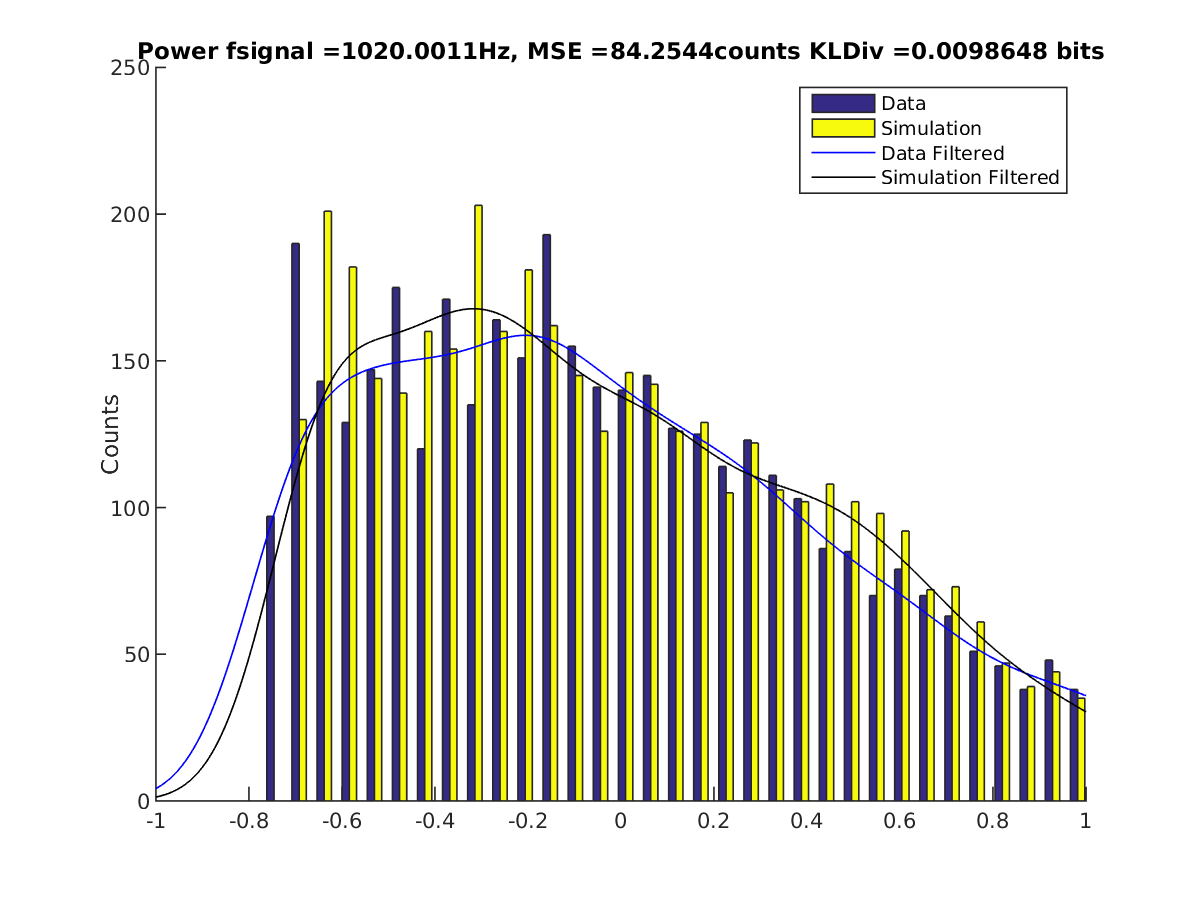 Power fsignal =1020.0011Hz, MSE =84.2544counts KLDiv =0.0098648 bits
250
200
150
100
50
0
Counts
Data
Simulation
Data Filtered
Simulation Filtered
-1 -0.8 -0.6 -0.4 -0.2 0 0.2 0.4 0.6 0.8 1